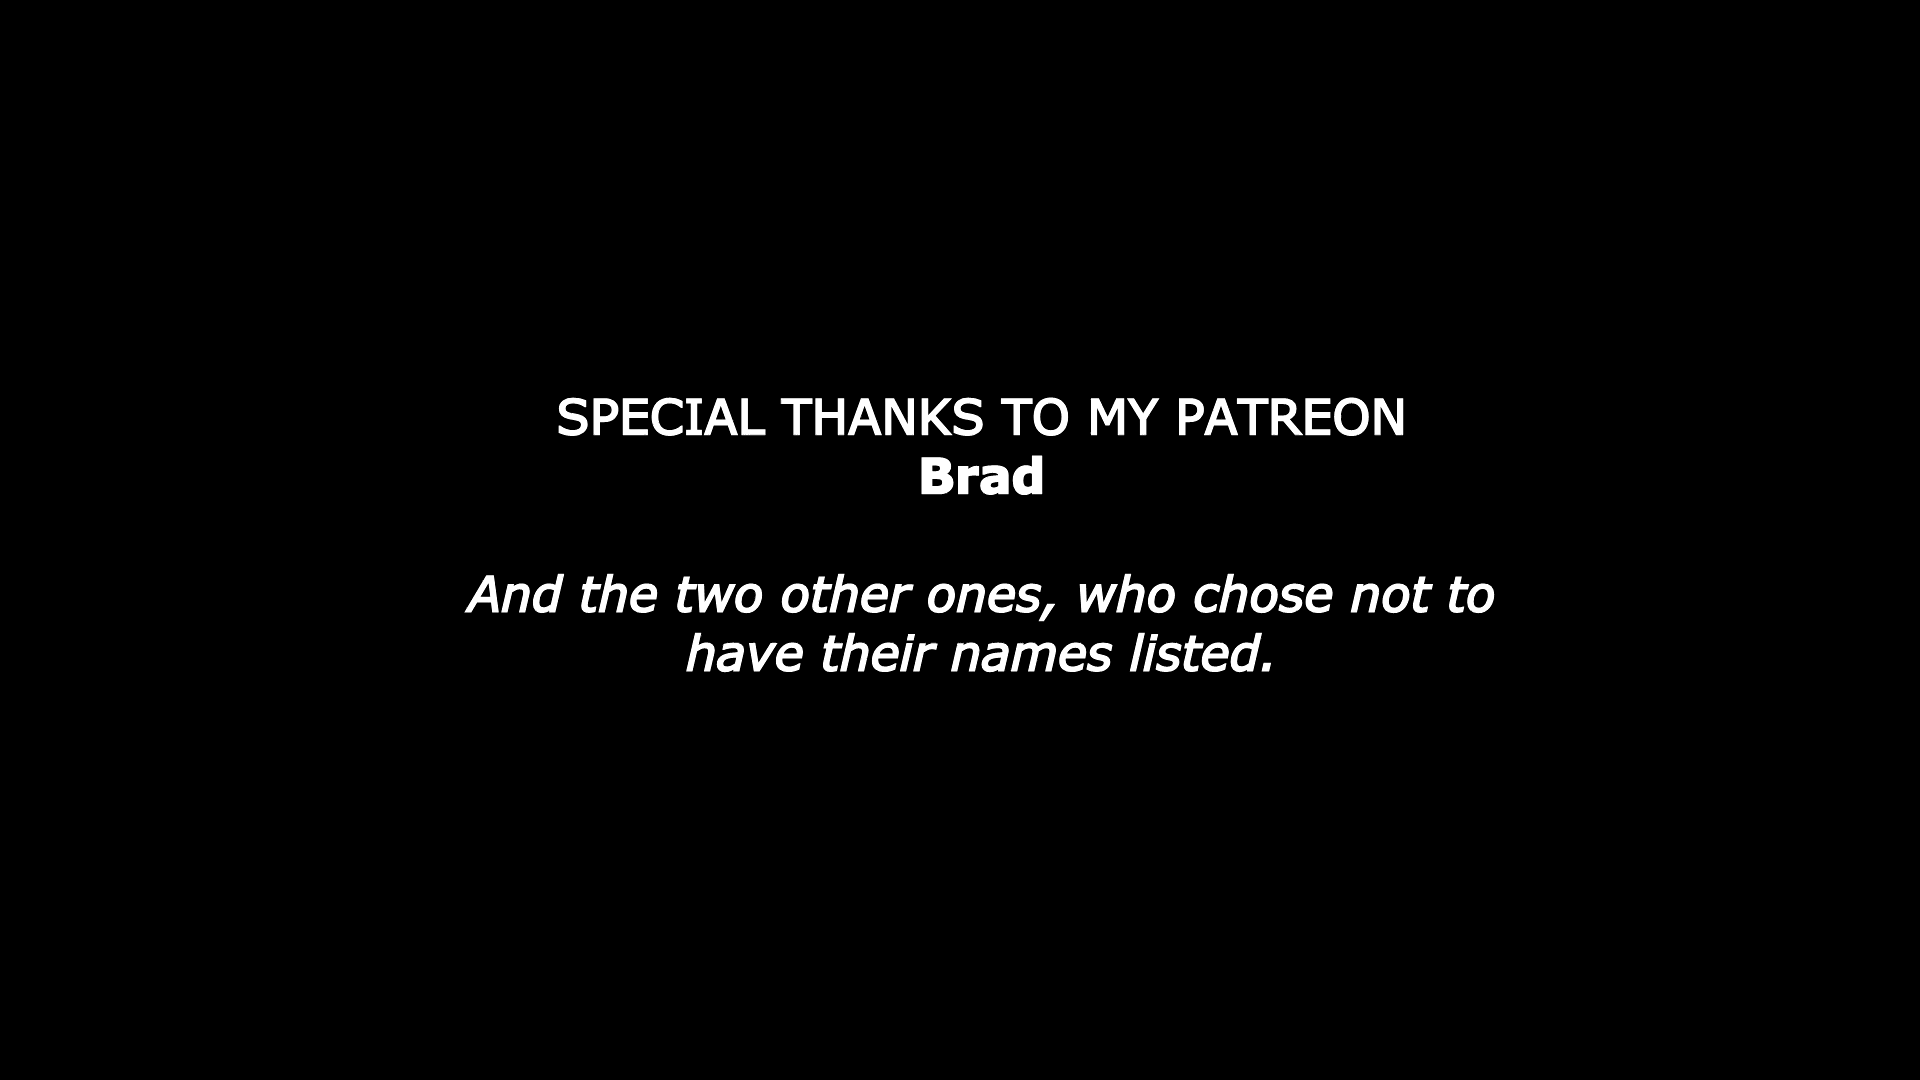 SPECIAL THANKS TO MY PATREON
Brad
And the two other ones, who chose not to
have their names listed.